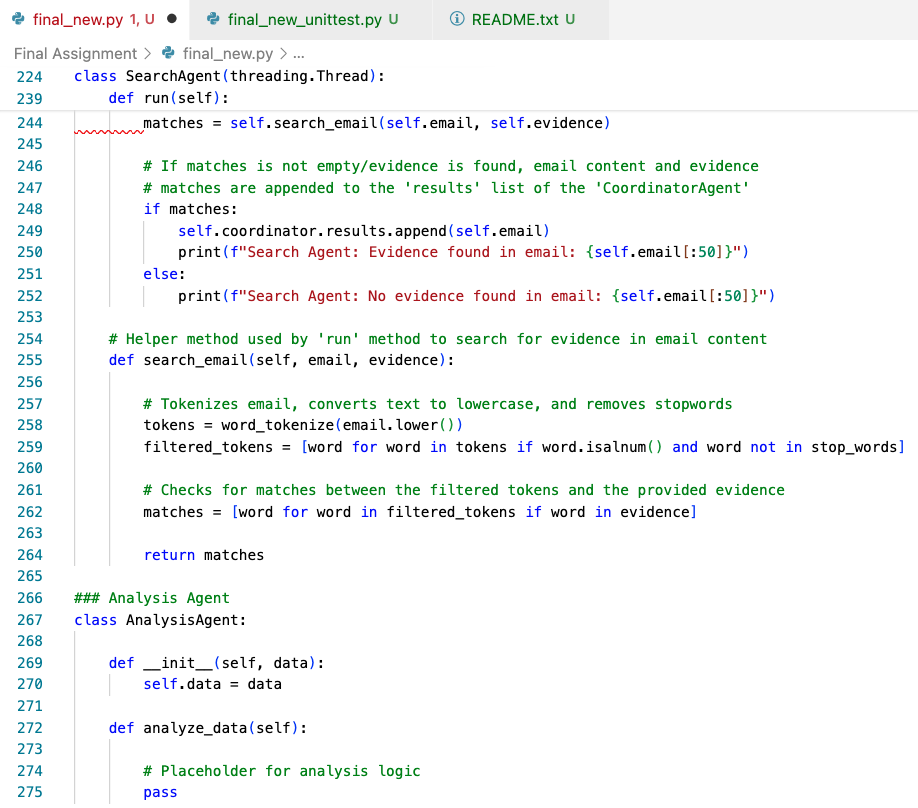 final_new.py 1, U ●   final_new_unittest.py U   README.txt U
Final Assignment > final_new.py > ...
224 class SearchAgent(threading.Thread):
239     def run(self):
244         matches = self.search_email(self.email, self.evidence)
245
246         # If matches is not empty/evidence is found, email content and evidence
247         # matches are appended to the 'results' list of the 'CoordinatorAgent'
248         if matches:
249             self.coordinator.results.append(self.email)
250             print(f"Search Agent: Evidence found in email: {self.email[:50]}")
251         else:
252             print(f"Search Agent: No evidence found in email: {self.email[:50]}")
253
254     # Helper method used by 'run' method to search for evidence in email content
255     def search_email(self, email, evidence):
256
257         # Tokenizes email, converts text to lowercase, and removes stopwords
258         tokens = word_tokenize(email.lower())
259         filtered_tokens = [word for word in tokens if word.isalnum() and word not in stop_words]
260
261         # Checks for matches between the filtered tokens and the provided evidence
262         matches = [word for word in filtered_tokens if word in evidence]
263
264         return matches
265
266 ### Analysis Agent
267 class AnalysisAgent:
268
269     def __init__(self, data):
270         self.data = data
271
272     def analyze_data(self):
273
274         # Placeholder for analysis logic
275         pass